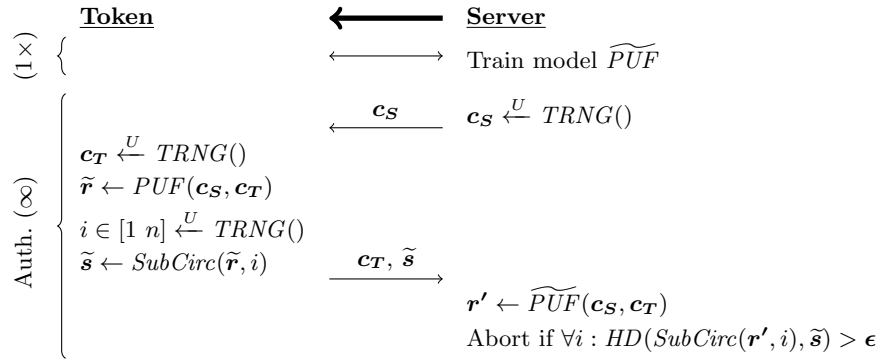 Token Server
(1×) Train model P̃UF
Auth. (∞)
c_S c_S ←U TRNG()
c_T ←U TRNG()
r̃ ← PUF(c_S, c_T)
i ∈ [1 n] ←U TRNG()
s̃ ← SubCirc(r̃, i) c_T, s̃
r′ ← P̃UF(c_S, c_T)
Abort if ∀i : HD(SubCirc(r′, i), s̃) > ϵ